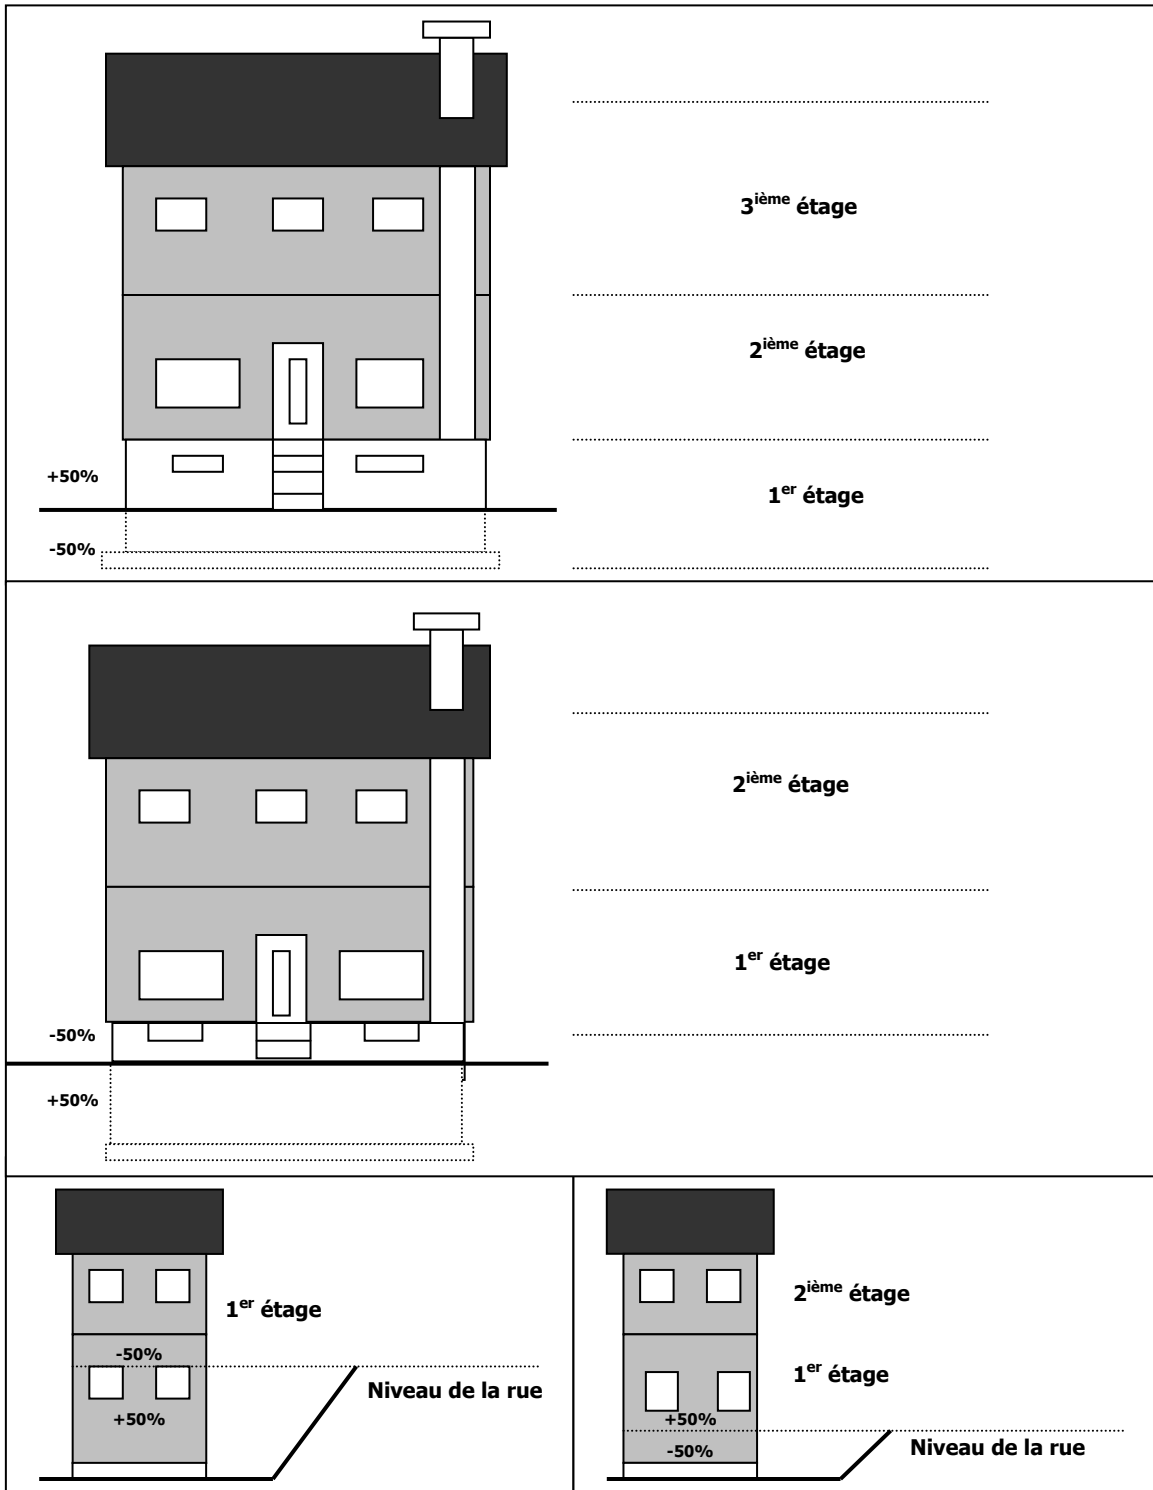 3ième étage
2ième étage
+50%
1er étage
-50%
2ième étage
1er étage
-50%
+50%
1er étage
-50%
Niveau de la rue
+50%
2ième étage
1er étage
+50%
Niveau de la rue
-50%